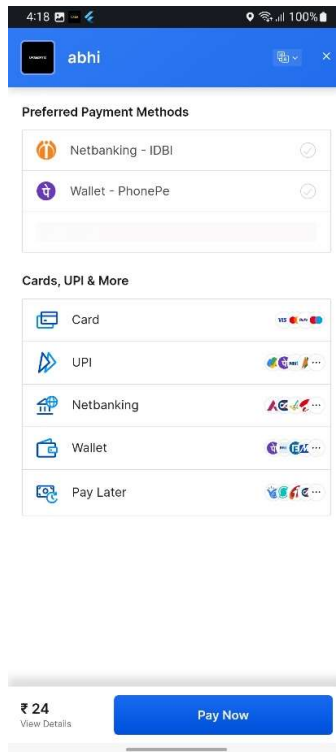 4:18 100%
abhi
Preferred Payment Methods
Netbanking - IDBI
Wallet - PhonePe
Cards, UPI & More
Card VISA
UPI
Netbanking
Wallet
Pay Later
₹ 24
View Details
Pay Now